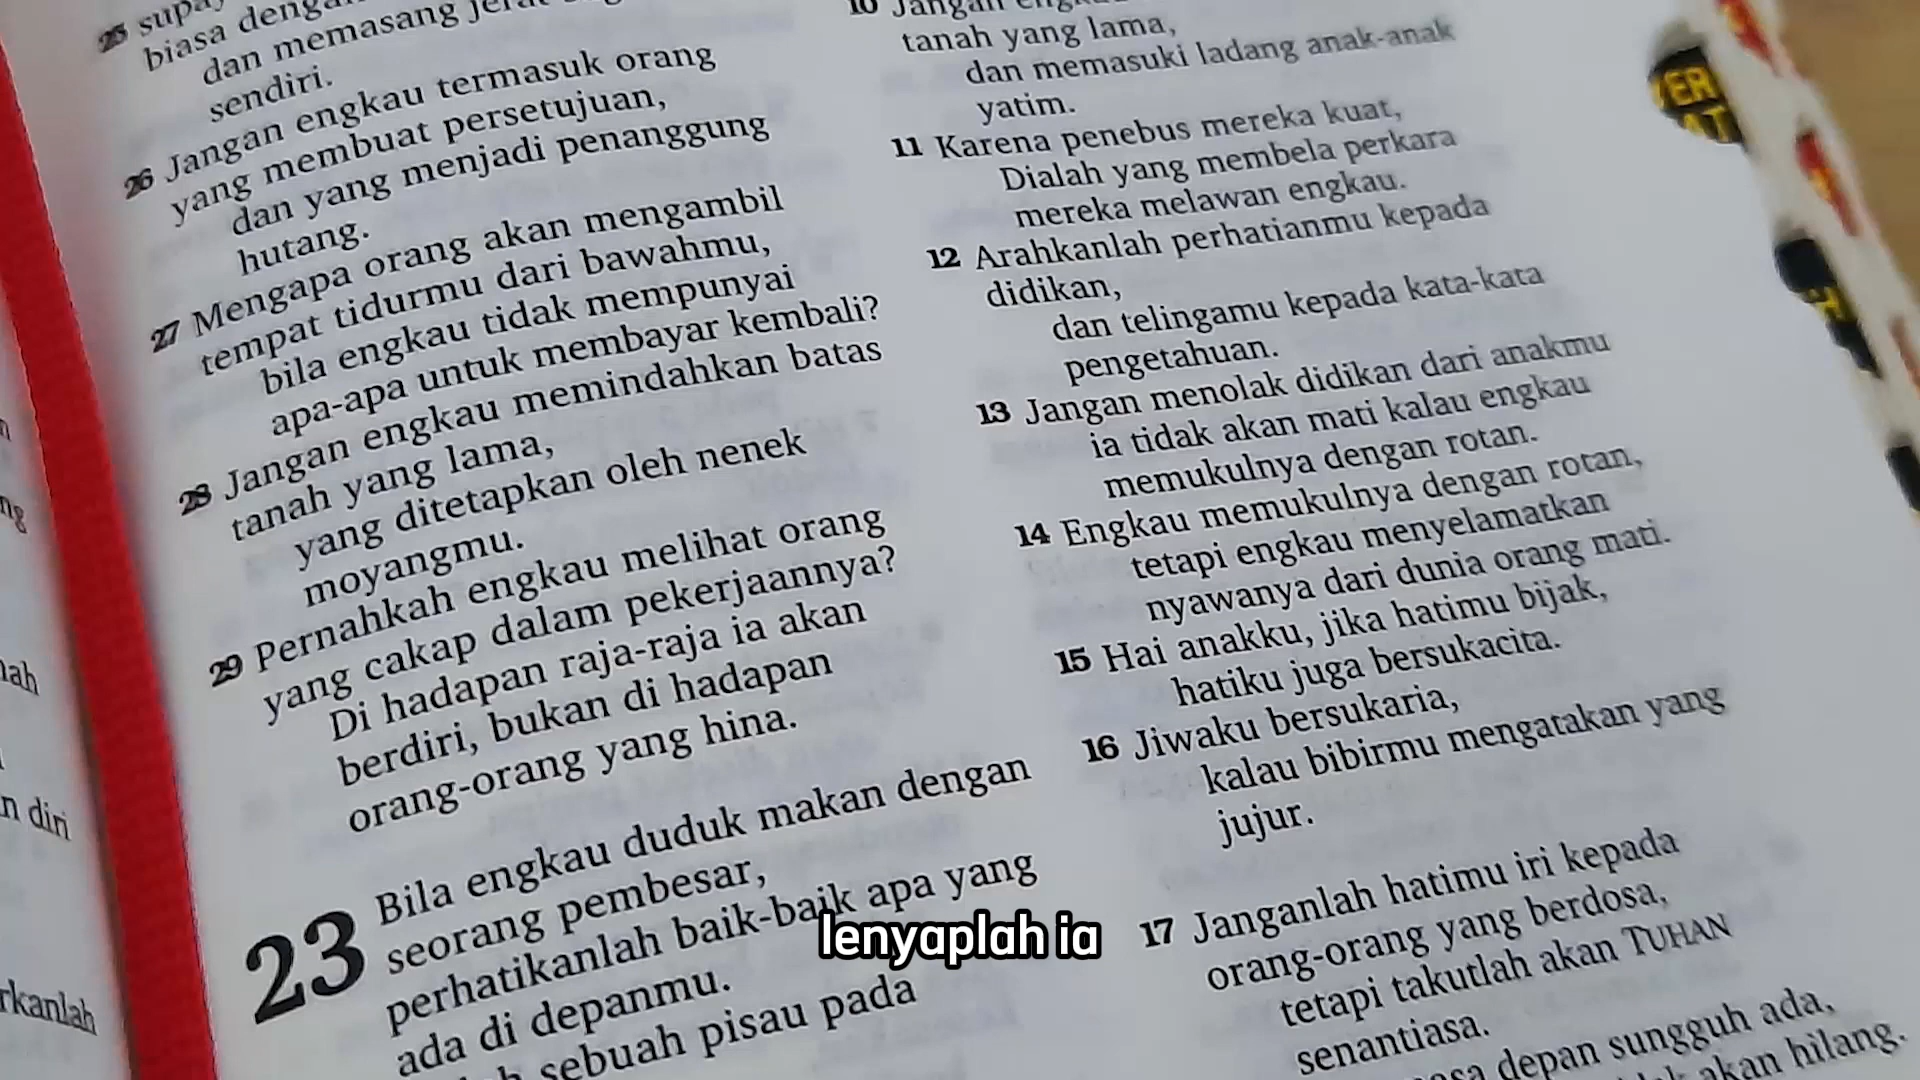 25
biasa
dan memasang
sendiri.
26 Jangan engkau termasuk orang
yang membuat persetujuan,
dan yang menjadi penanggung
hutang.
27 Mengapa orang akan mengambil
tempat tidurmu dari bawahmu,
bila engkau tidak mempunyai
apa-apa untuk membayar kembali?
28 Jangan engkau memindahkan batas
tanah yang lama,
yang ditetapkan oleh nenek
moyangmu.
29 Pernahkah engkau melihat orang
yang cakap dalam pekerjaannya?
Di hadapan raja-raja ia akan
berdiri, bukan di hadapan
orang-orang yang hina.
23 Bila engkau duduk makan dengan
seorang pembesar,
perhatikanlah baik-baik apa yang
ada di depanmu.
sebuah pisau pada
10 Jangan
tanah yang lama,
dan memasuki ladang anak-anak
yatim.
11 Karena penebus mereka kuat,
Dialah yang membela perkara
mereka melawan engkau.
12 Arahkanlah perhatianmu kepada
didikan,
dan telingamu kepada kata-kata
pengetahuan.
13 Jangan menolak didikan dari anakmu
ia tidak akan mati kalau engkau
memukulnya dengan rotan.
14 Engkau memukulnya dengan rotan,
tetapi engkau menyelamatkan
nyawanya dari dunia orang mati.
15 Hai anakku, jika hatimu bijak,
hatiku juga bersukacita.
16 Jiwaku bersukaria,
kalau bibirmu mengatakan yang
jujur.
17 Janganlah hatimu iri kepada
orang-orang yang berdosa,
tetapi takutlah akan TUHAN
senantiasa.
depan sungguh ada,
akan hilang.
lenyaplah ia